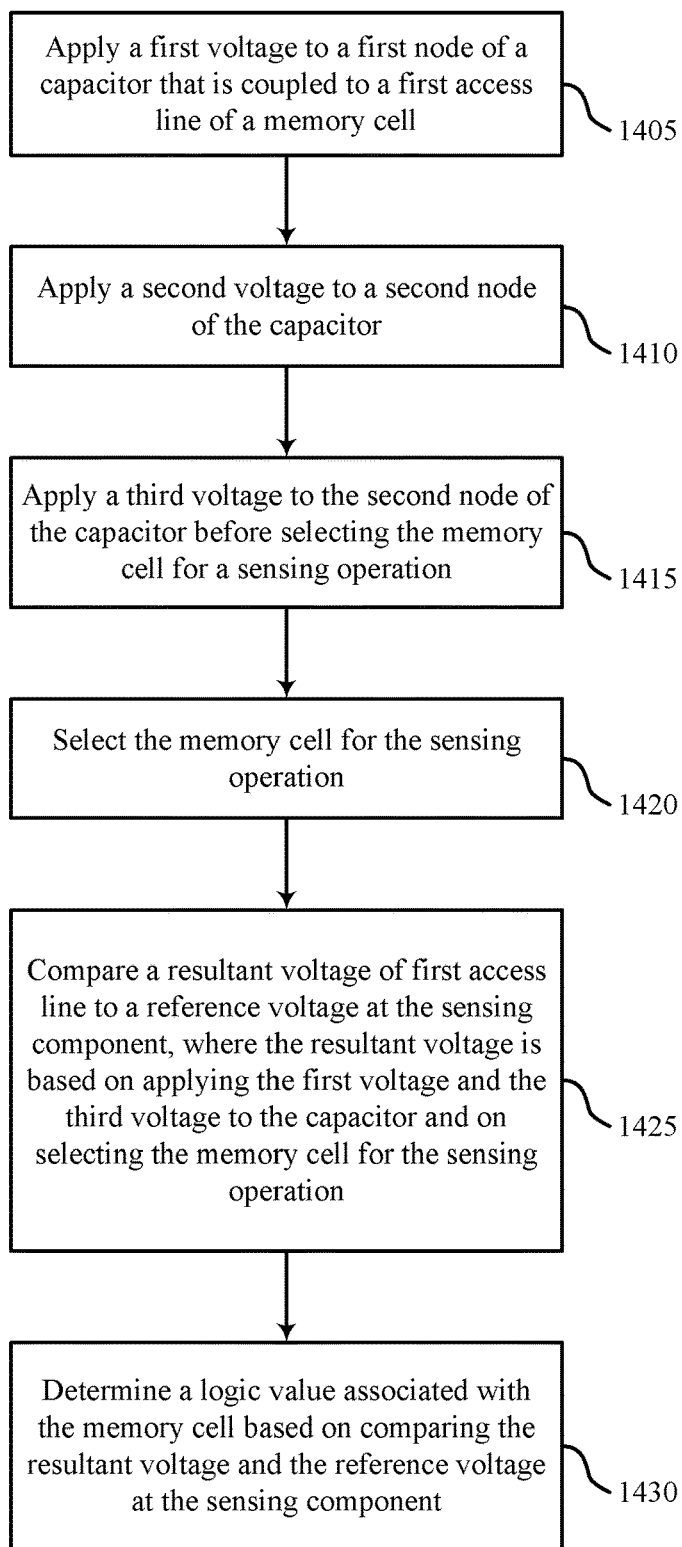 Apply a first voltage to a first node of a
capacitor that is coupled to a first access
line of a memory cell
1405
Apply a second voltage to a second node
of the capacitor
1410
Apply a third voltage to the second node of
the capacitor before selecting the memory
cell for a sensing operation
1415
Select the memory cell for the sensing
operation
1420
Compare a resultant voltage of first access
line to a reference voltage at the sensing
component, where the resultant voltage is
based on applying the first voltage and the
third voltage to the capacitor and on
selecting the memory cell for the sensing
operation
1425
Determine a logic value associated with
the memory cell based on comparing the
resultant voltage and the reference voltage
at the sensing component
1430